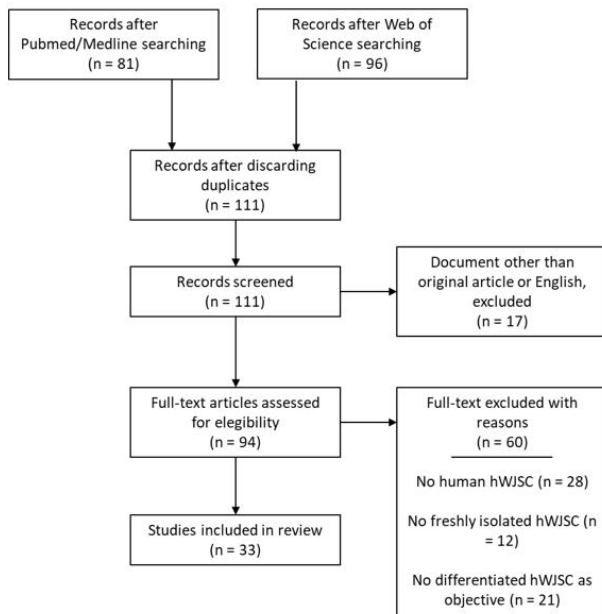 Records after
Pubmed/Medline searching
(n = 81)
Records after Web of
Science searching
(n = 96)
Records after discarding
duplicates
(n = 111)
Records screened
(n = 111)
Document other than
original article or English,
excluded
(n = 17)
Full-text articles assessed
for elegibility
(n = 94)
Full-text excluded with
reasons
(n = 60)
No human hWJSC (n = 28)
No freshly isolated hWJSC (n
= 12)
No differentiated hWJSC as
objective (n = 21)
Studies included in review
(n = 33)